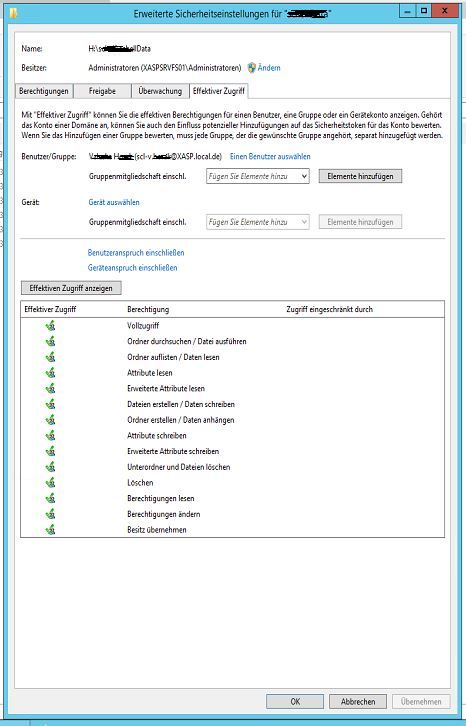 Erweiterte Sicherheitseinstellungen für "
Name: H:\s llData
Besitzer: Administratoren (XASPSRVFS01\Administratoren) Ändern
Berechtigungen Freigabe Überwachung Effektiver Zugriff
Mit "Effektiver Zugriff" können Sie die effektiven Berechtigungen für einen Benutzer, eine Gruppe oder ein Gerätekonto anzeigen. Gehört
das Konto einer Domäne an, können Sie auch den Einfluss potenzieller Hinzufügungen auf das Sicherheitstoken für das Konto bewerten.
Wenn Sie das Hinzufügen einer Gruppe bewerten, muss jede Gruppe, der die gewünschte Gruppe angehört, separat hinzugefügt werden.
Benutzer/Gruppe: (scl-v. @XASP.local.de) Einen Benutzer auswählen
Gruppenmitgliedschaft einschl. Fügen Sie Elemente hinzu Elemente hinzufügen
Gerät: Gerät auswählen
Gruppenmitgliedschaft einschl. Fügen Sie Elemente hinzu Elemente hinzufügen
Benutzeranspruch einschließen
Geräteanspruch einschließen
Effektiven Zugriff anzeigen
Effektiver Zugriff Berechtigung Zugriff eingeschränkt durch
Vollzugriff
Ordner durchsuchen / Datei ausführen
Ordner auflisten / Daten lesen
Attribute lesen
Erweiterte Attribute lesen
Dateien erstellen / Daten schreiben
Ordner erstellen / Daten anhängen
Attribute schreiben
Erweiterte Attribute schreiben
Unterordner und Dateien löschen
Löschen
Berechtigungen lesen
Berechtigungen ändern
Besitz übernehmen
OK Abbrechen Übernehmen